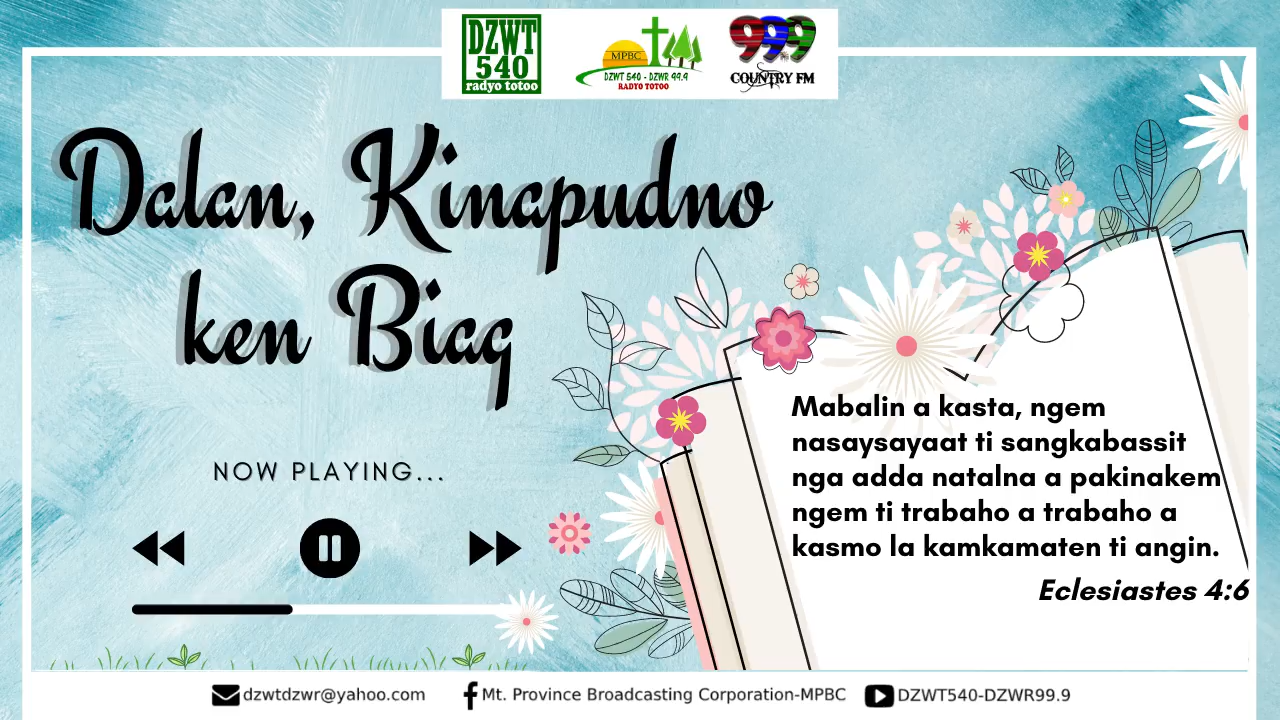 DZWT
540
radyo totoo
MPBC
DZWT 540 - DZWR 99.9
RADYO TOTOO
99.9
COUNTRY FM
Dalan, Kinapudno
ken Biag
NOW PLAYING...
Mabalin a kasta, ngem
nasaysayaat ti sangkabassit
nga adda natalna a pakinakem
ngem ti trabaho a trabaho a
kasmo la kamkamaten ti angin.
Eclesiastes 4:6
dzwtdzwr@yahoo.com
Mt. Province Broadcasting Corporation-MPBC
DZWT540-DZWR99.9